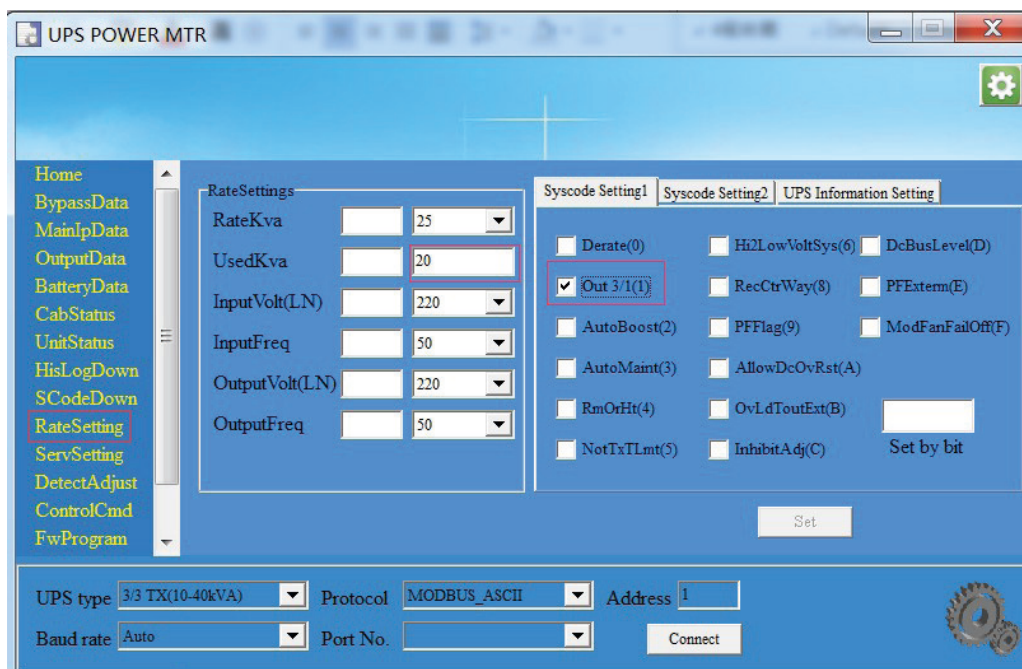 UPS POWER MTR
Home
BypassData
MainIpData
OutputData
BatteryData
CabStatus
UnitStatus
HisLogDown
SCodeDown
RateSetting
ServSetting
DetectAdjust
ControlCmd
FwProgram
RateSettings
RateKva 25
UsedKva 20
InputVolt(LN) 220
InputFreq 50
OutputVolt(LN) 220
OutputFreq 50
Syscode Setting1 Syscode Setting2 UPS Information Setting
Derate(0) Hi2LowVoltSys(6) DcBusLevel(D)
Out 3/1(1) RecCtrWay(8) PFExterm(E)
AutoBoost(2) PFFlag(9) ModFanFailOff(F)
AutoMaint(3) AllowDcOvRst(A)
RmOrHt(4) OvLdToutExt(B)
NotTxTLmt(5) InhibitAdj(C) Set by bit
Set
UPS type 3/3 TX(10-40kVA) Protocol MODBUS_ASCII Address 1
Baud rate Auto Port No. Connect